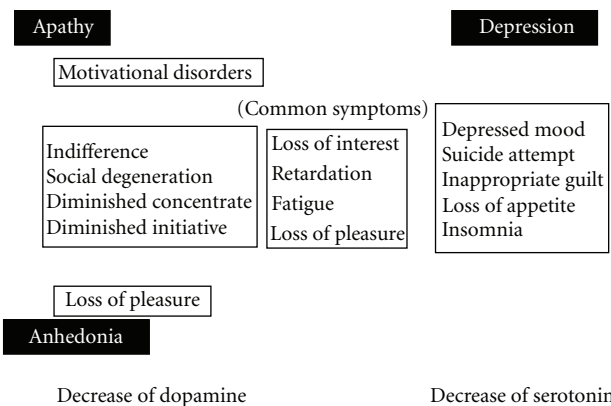 Apathy
Depression
Motivational disorders
(Common symptoms)
Indifference
Social degeneration
Diminished concentrate
Diminished initiative
Loss of interest
Retardation
Fatigue
Loss of pleasure
Depressed mood
Suicide attempt
Inappropriate guilt
Loss of appetite
Insomnia
Loss of pleasure
Anhedonia
Decrease of dopamine
Decrease of serotonin